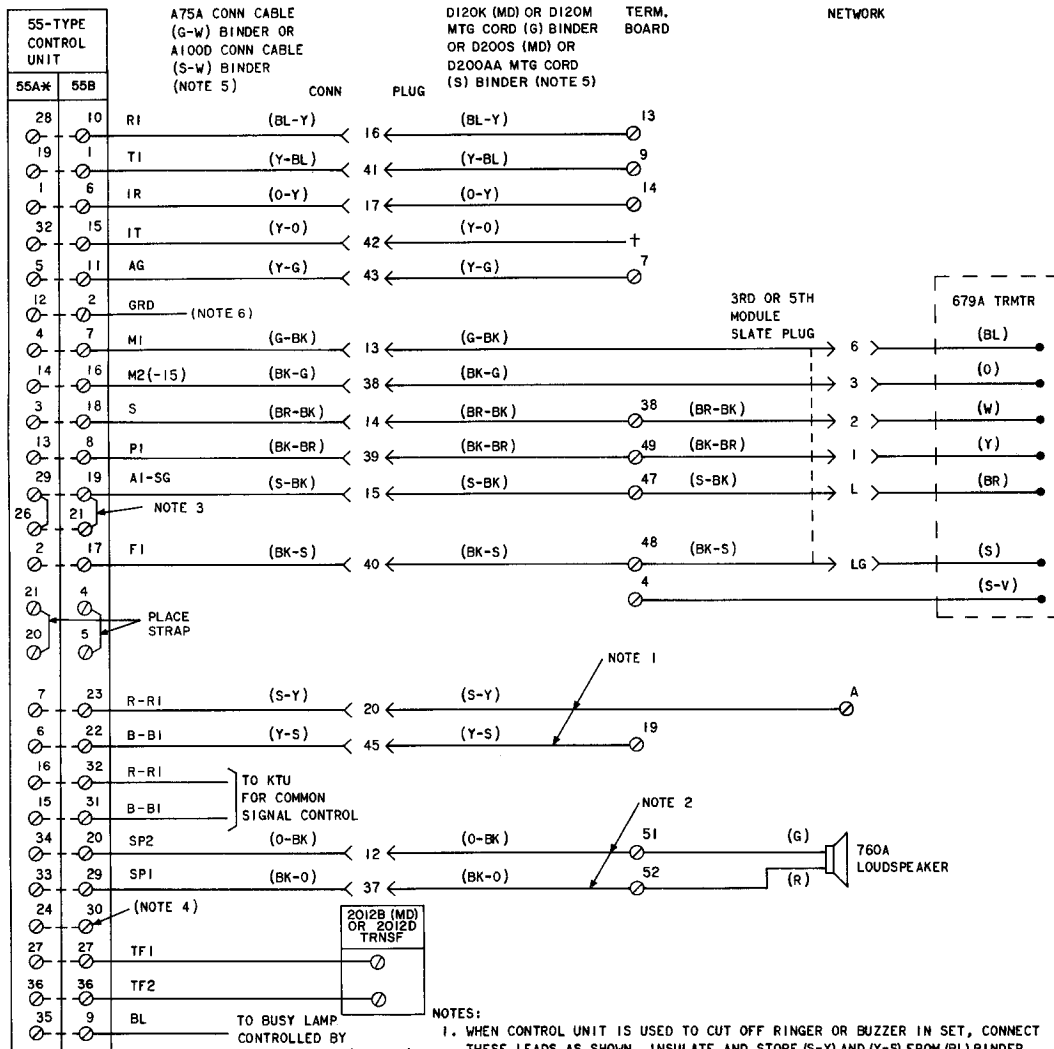 55-TYPE
CONTROL
UNIT
55A* 55B
A75A CONN CABLE
(G-W) BINDER OR
A100D CONN CABLE
(S-W) BINDER
(NOTE 5)
CONN PLUG
D120K (MD) OR D120M
MTG CORD (G) BINDER
OR D200S (MD) OR
D200AA MTG CORD
(S) BINDER (NOTE 5)
TERM.
BOARD
NETWORK
28 10 R1 (BL-Y) 16 (BL-Y) 13
19 1 T1 (Y-BL) 41 (Y-BL) 9
1 6 IR (O-Y) 17 (O-Y) 14
32 15 IT (Y-O) 42 (Y-O) †
5 11 AG (Y-G) 43 (Y-G) 7
12 2 GRD (NOTE 6)
3RD OR 5TH
MODULE
SLATE PLUG
679A TRMTR
4 7 M1 (G-BK) 13 (G-BK) 6 (BL)
14 16 M2(-15) (BK-G) 38 (BK-G) 3 (O)
3 18 S (BR-BK) 14 (BR-BK) 38 (BR-BK) 2 (W)
13 8 P1 (BK-BR) 39 (BK-BR) 49 (BK-BR) 1 (Y)
29 19 A1-SG (S-BK) 15 (S-BK) 47 (S-BK) L (BR)
26 21 NOTE 3
2 17 F1 (BK-S) 40 (BK-S) 48 (BK-S) LG (S)
21 4 4 (S-V)
20 5 PLACE
STRAP
NOTE 1
7 23 R-R1 (S-Y) 20 (S-Y) A
6 22 B-B1 (Y-S) 45 (Y-S) 19
16 32 R-R1
15 31 B-B1
TO KTU
FOR COMMON
SIGNAL CONTROL
NOTE 2
34 20 SP2 (O-BK) 12 (O-BK) 51 (G)
33 29 SP1 (BK-O) 37 (BK-O) 52 (R)
760A
LOUDSPEAKER
24 30 (NOTE 4)
2012B (MD)
OR 2012D
TRNSF
27 27 TF1
36 36 TF2
35 9 BL TO BUSY LAMP
CONTROLLED BY
NOTES:
1. WHEN CONTROL UNIT IS USED TO CUT OFF RINGER OR BUZZER IN SET, CONNECT
THESE LEADS AS SHOWN. INSULATE AND STORE (S-Y) AND (Y-S) FROM (BL) BINDER